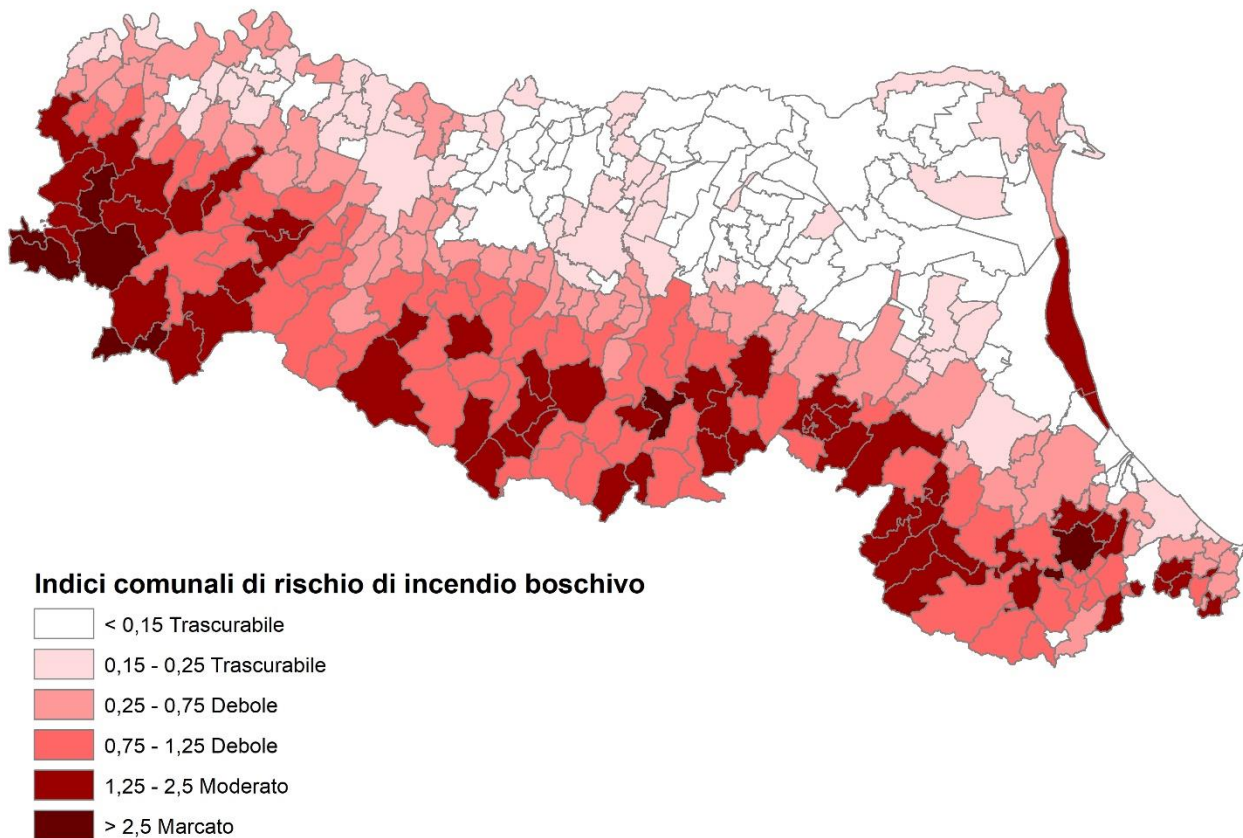 Indici comunali di rischio di incendio boschivo
< 0,15 Trascurabile
0,15 - 0,25 Trascurabile
0,25 - 0,75 Debole
0,75 - 1,25 Debole
1,25 - 2,5 Moderato
> 2,5 Marcato